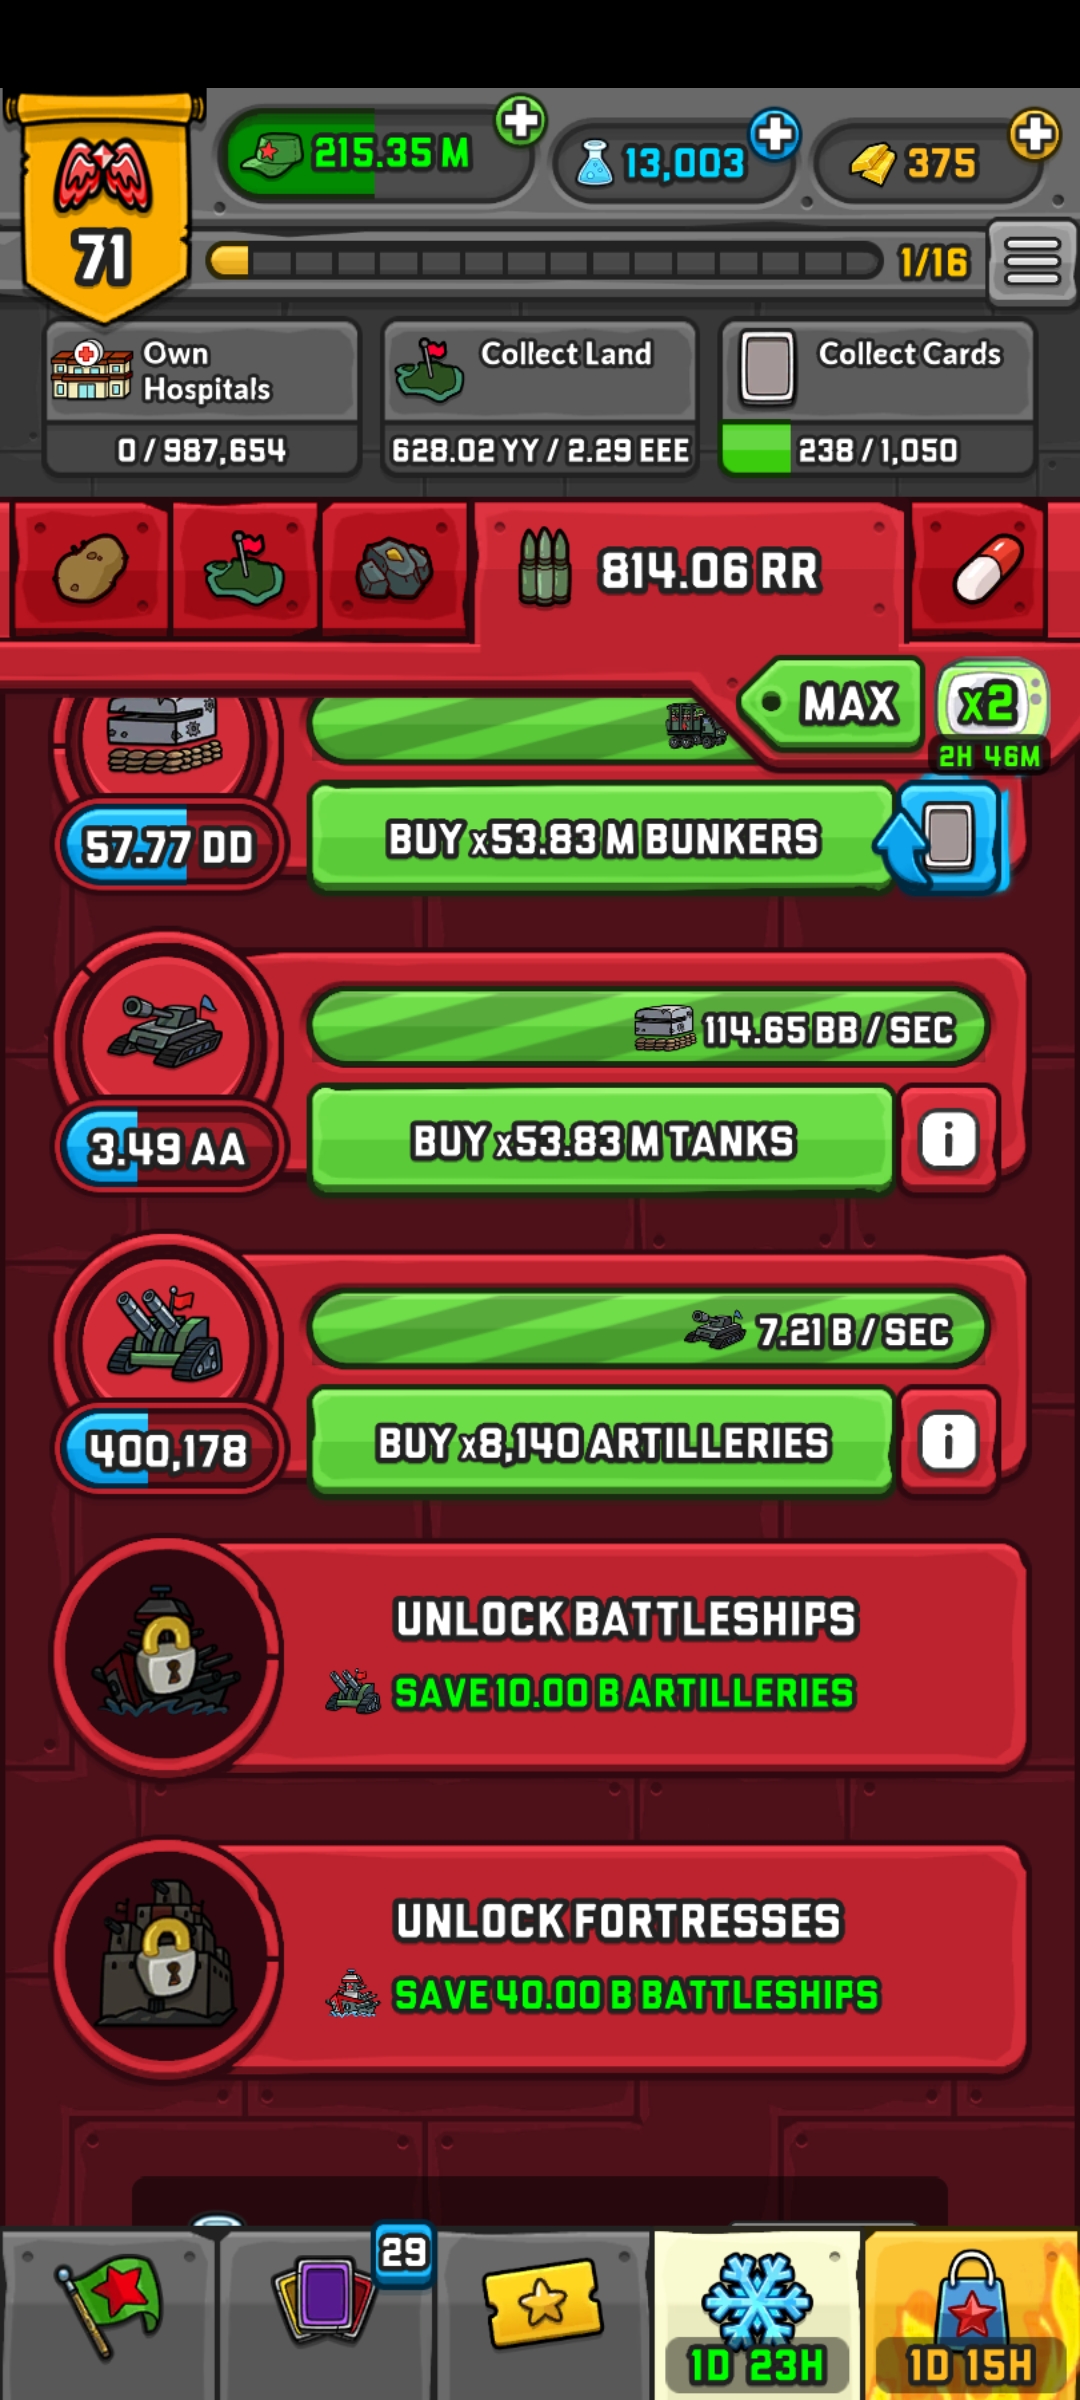 215.35 M
13,003
375
71
1/16
Own
Hospitals
Collect Land
Collect Cards
0 / 987,654
628.02 YY / 2.29 EEE
238 / 1,050
814.06 RR
MAX
x2
2H 46M
57.77 DD
BUY x53.83 M BUNKERS
114.65 BB / SEC
3.49 AA
BUY x53.83 M TANKS
i
7.21 B / SEC
400,178
BUY x8,140 ARTILLERIES
i
UNLOCK BATTLESHIPS
SAVE 10.00 B ARTILLERIES
UNLOCK FORTRESSES
SAVE 40.00 B BATTLESHIPS
29
1D 23H
1D 15H